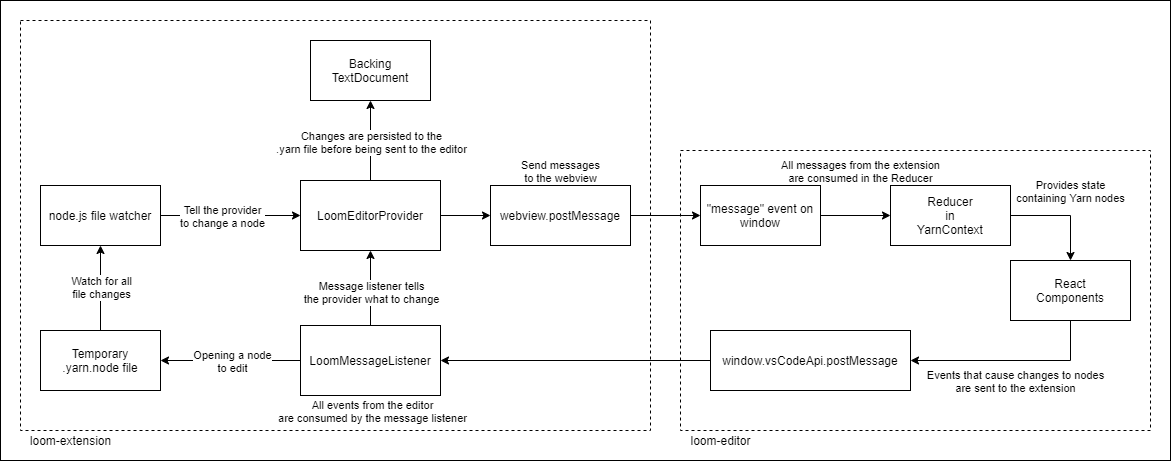 Backing
TextDocument
Changes are persisted to the
.yarn file before being sent to the editor
node.js file watcher
Tell the provider
to change a node
LoomEditorProvider
Send messages
to the webview
webview.postMessage
All messages from the extension
are consumed in the Reducer
"message" event on
window
Reducer
in
YarnContext
Provides state
containing Yarn nodes
React
Components
Watch for all
file changes
Message listener tells
the provider what to change
Temporary
.yarn.node file
Opening a node
to edit
LoomMessageListener
window.vsCodeApi.postMessage
Events that cause changes to nodes
are sent to the extension
All events from the editor
are consumed by the message listener
loom-extension
loom-editor